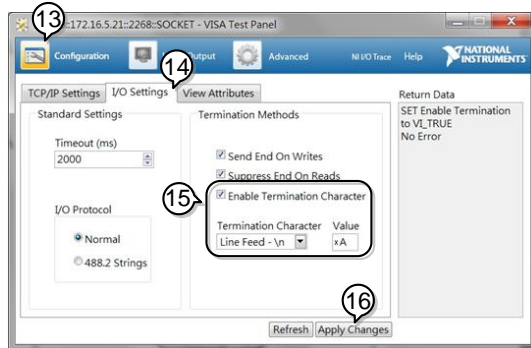 13
::172.16.5.21::2268::SOCKET - VISA Test Panel
Configuration
Advanced
NI I/O Trace
Help
NATIONAL
INSTRUMENTS
14
TCP/IP Settings
I/O Settings
View Attributes
Return Data
Standard Settings
Termination Methods
SET Enable Termination
to VI_TRUE
No Error
Timeout (ms)
2000
Send End On Writes
Suppress End On Reads
15
Enable Termination Character
I/O Protocol
Termination Character
Value
Normal
Line Feed - \n
xA
488.2 Strings
16
Refresh
Apply Changes